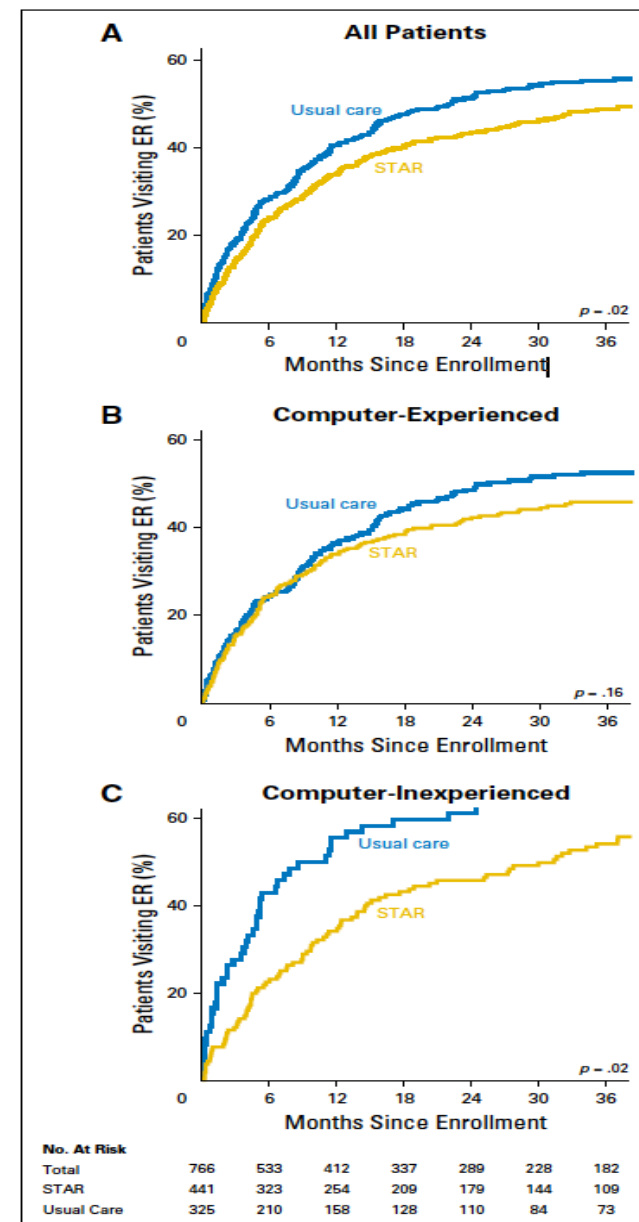 A All Patients
Patients Visiting ER (%)
60
40
20
0
Usual care
STAR
p = .02
6 12 18 24 30 36
Months Since Enrollment
B Computer-Experienced
Patients Visiting ER (%)
60
40
20
0
Usual care
STAR
p = .16
6 12 18 24 30 36
Months Since Enrollment
C Computer-Inexperienced
Patients Visiting ER (%)
60
40
20
0
Usual care
STAR
p = .02
6 12 18 24 30 36
Months Since Enrollment
No. At Risk
Total 766 533 412 337 289 228 182
STAR 441 323 254 209 179 144 109
Usual Care 325 210 158 128 110 84 73